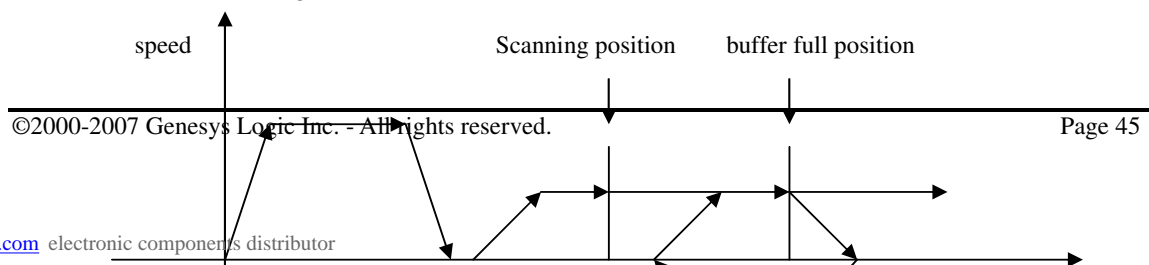 speed Scanning position buffer full position
©2000-2007 Genesys Logic Inc. - All rights reserved. Page 45
.com electronic components distributor